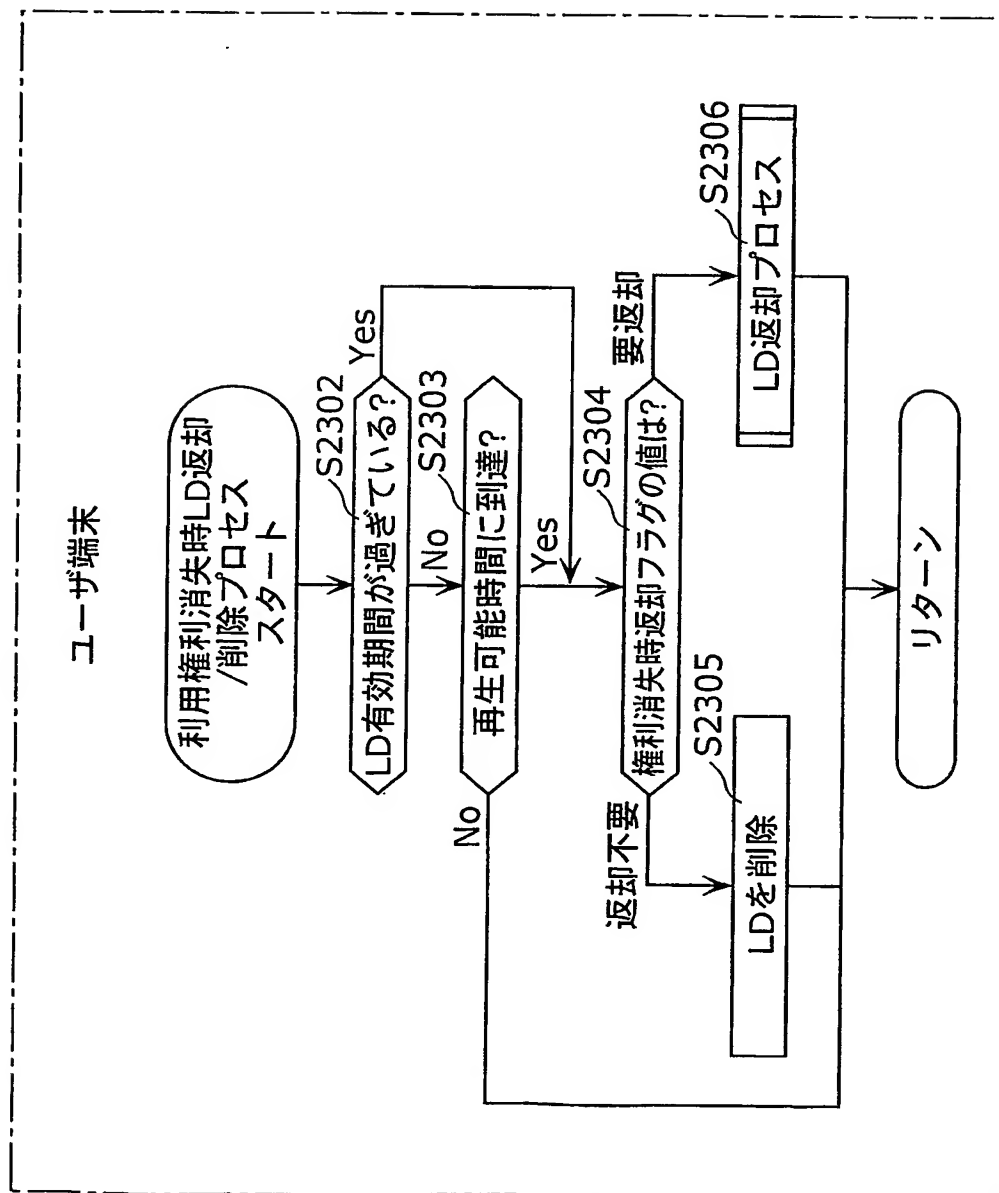 ユーザ端末
利用権利消失時LD返却
/削除プロセス
スタート
S2302
LD有効期間が過ぎている?
Yes
No
S2303
再生可能時間に到達?
No
Yes
S2304
権利消失時返却フラグの値は?
返却不要
要返却
S2305
LDを削除
S2306
LD返却プロセス
リターン